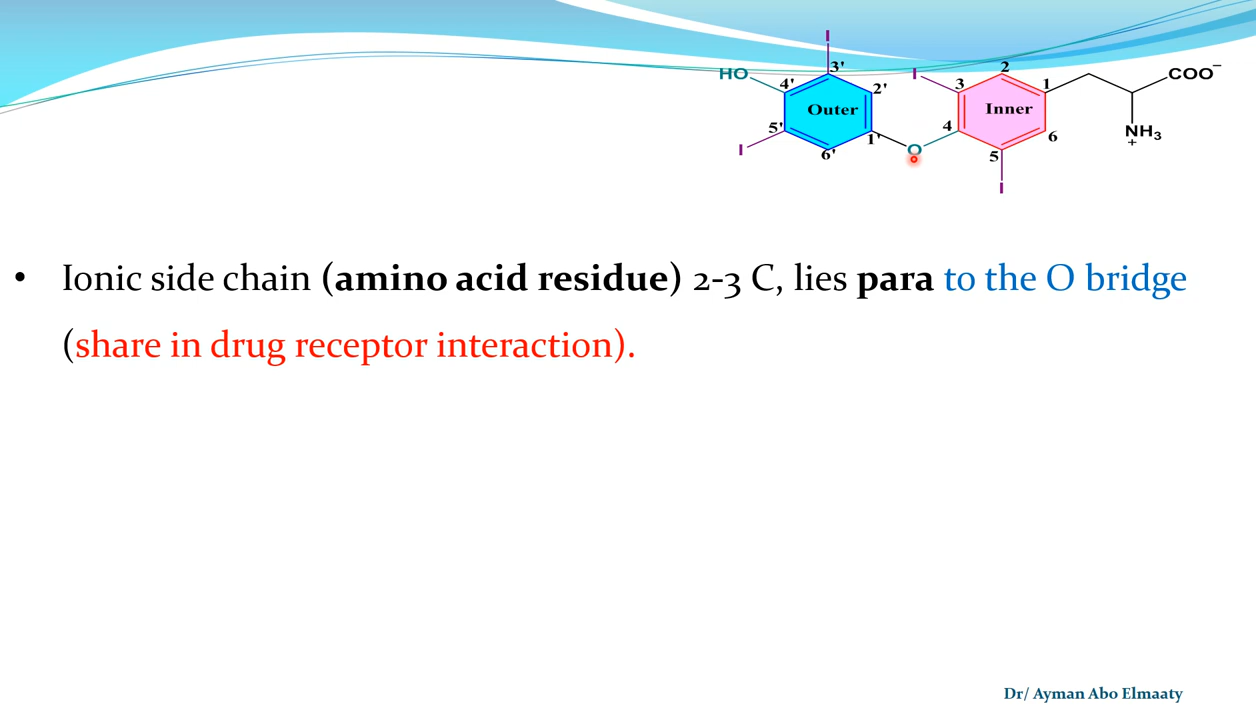 I
HO 3' I 2 COO⁻
4' 2' 3 1
Outer Inner
5' 1' 4 6 NH₃
+
I 6' O 5
I
• Ionic side chain (amino acid residue) 2-3 C, lies para to the O bridge
(share in drug receptor interaction).
Dr/ Ayman Abo Elmaaty